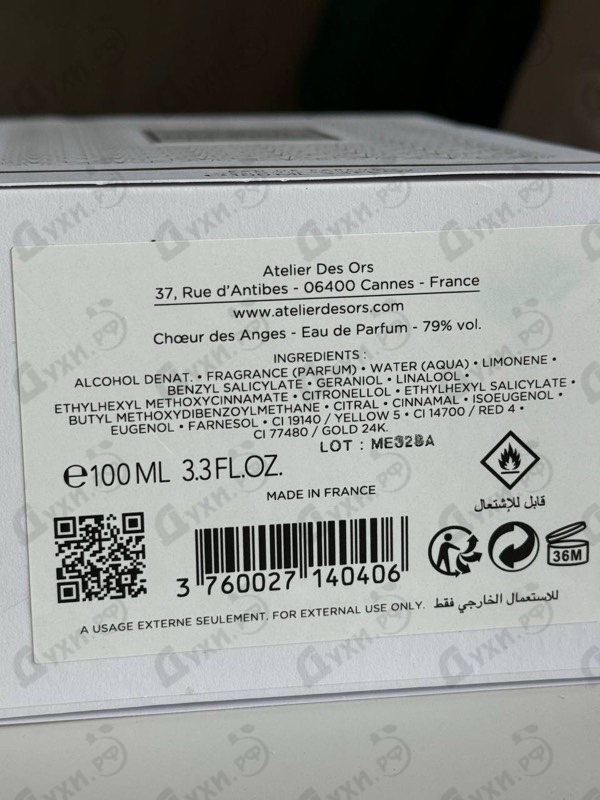 Atelier Des Ors
37, Rue d'Antibes - 06400 Cannes - France
www.atelierdesors.com
Chœur des Anges - Eau de Parfum - 79% vol.
INGREDIENTS :
ALCOHOL DENAT. • FRAGRANCE (PARFUM) • WATER (AQUA) • LIMONENE •
BENZYL SALICYLATE • GERANIOL • LINALOOL •
ETHYLHEXYL METHOXYCINNAMATE • CITRONELLOL • ETHYLHEXYL SALICYLATE •
BUTYL METHOXYDIBENZOYLMETHANE • CITRAL • CINNAMAL • ISOEUGENOL •
EUGENOL • FARNESOL • CI 19140 / YELLOW 5 • CI 14700 / RED 4 •
CI 77480 / GOLD 24K.
LOT : ME328A
℮100 ML 3.3 FL.OZ.
MADE IN FRANCE
قابل للإشتعال
36M
3 760027 140406
A USAGE EXTERNE SEULEMENT. FOR EXTERNAL USE ONLY. للاستعمال الخارجي فقط
Духи.рф